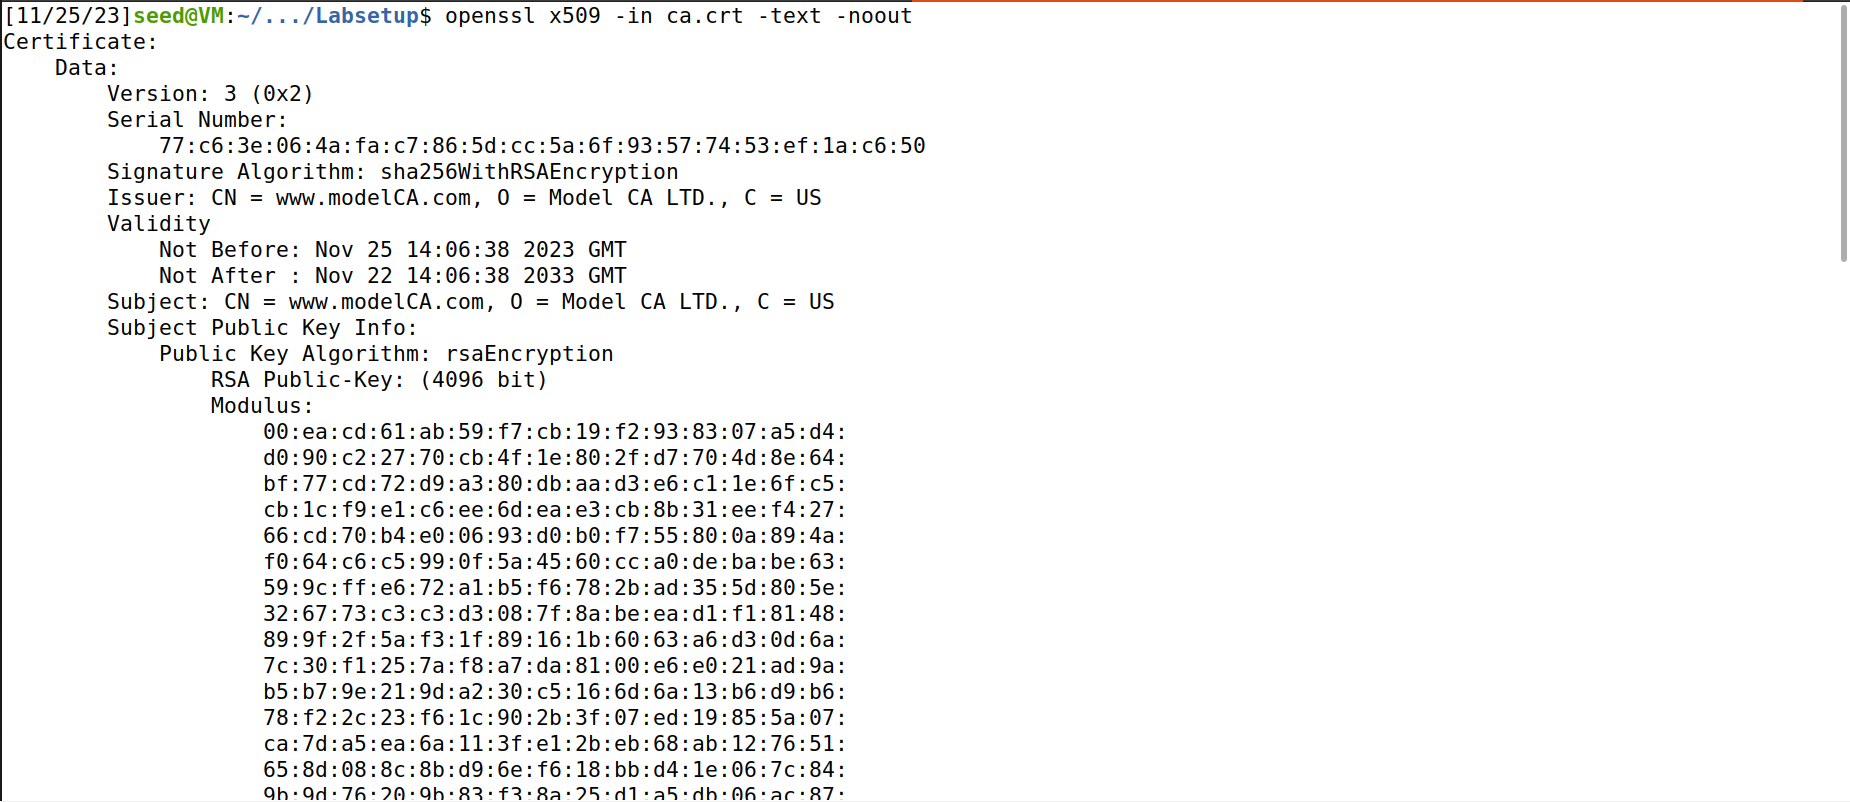 [11/25/23]seed@VM:~/.../Labsetup$ openssl x509 -in ca.crt -text -noout
Certificate:
    Data:
        Version: 3 (0x2)
        Serial Number:
            77:c6:3e:06:4a:fa:c7:86:5d:cc:5a:6f:93:57:74:53:ef:1a:c6:50
        Signature Algorithm: sha256WithRSAEncryption
        Issuer: CN = www.modelCA.com, O = Model CA LTD., C = US
        Validity
            Not Before: Nov 25 14:06:38 2023 GMT
            Not After : Nov 22 14:06:38 2033 GMT
        Subject: CN = www.modelCA.com, O = Model CA LTD., C = US
        Subject Public Key Info:
            Public Key Algorithm: rsaEncryption
                RSA Public-Key: (4096 bit)
                Modulus:
                    00:ea:cd:61:ab:59:f7:cb:19:f2:93:83:07:a5:d4:
                    d0:90:c2:27:70:cb:4f:1e:80:2f:d7:70:4d:8e:64:
                    bf:77:cd:72:d9:a3:80:db:aa:d3:e6:c1:1e:6f:c5:
                    cb:1c:f9:e1:c6:ee:6d:ea:e3:cb:8b:31:ee:f4:27:
                    66:cd:70:b4:e0:06:93:d0:b0:f7:55:80:0a:89:4a:
                    f0:64:c6:c5:99:0f:5a:45:60:cc:a0:de:ba:be:63:
                    59:9c:ff:e6:72:a1:b5:f6:78:2b:ad:35:5d:80:5e:
                    32:67:73:c3:c3:d3:08:7f:8a:be:ea:d1:f1:81:48:
                    89:9f:2f:5a:f3:1f:89:16:1b:60:63:a6:d3:0d:6a:
                    7c:30:f1:25:7a:f8:a7:da:81:00:e6:e0:21:ad:9a:
                    b5:b7:9e:21:9d:a2:30:c5:16:6d:6a:13:b6:d9:b6:
                    78:f2:2c:23:f6:1c:90:2b:3f:07:ed:19:85:5a:07:
                    ca:7d:a5:ea:6a:11:3f:e1:2b:eb:68:ab:12:76:51:
                    65:8d:08:8c:8b:d9:6e:f6:18:bb:d4:1e:06:7c:84:
                    9b:9d:76:20:9b:83:f3:8a:25:d1:a5:db:06:ac:87: